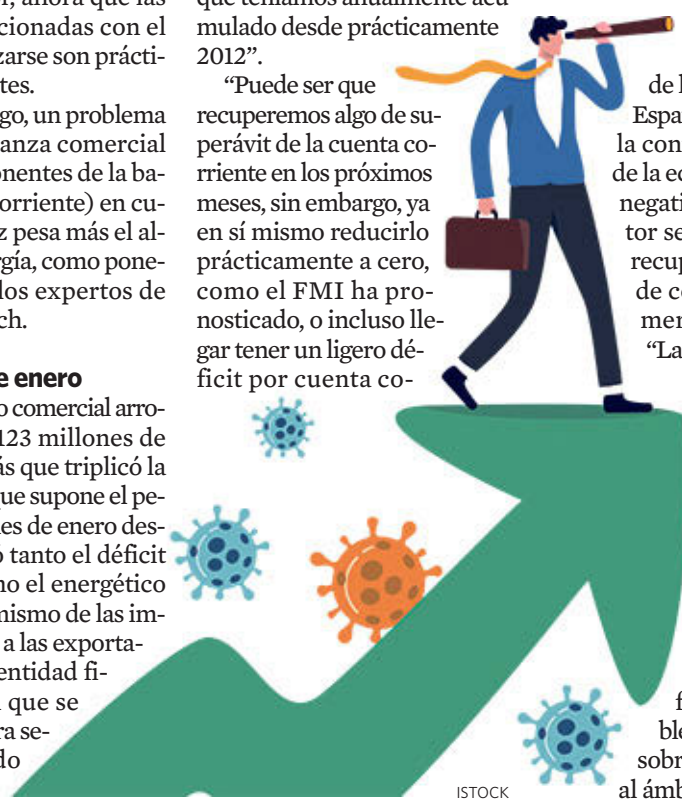 ahora que las
cionadas con el
zarse son prácti-
tes.
go, un problema
anza comercial
onentes de la ba-
orriente) en cu-
z pesa más el al-
rgía, como pone-
los expertos de
ch.
e enero
o comercial arro-
123 millones de
ás que triplicó la
que supone el pe-
es de enero des-
ó tanto el déficit
no el energético
mismo de las im-
a las exporta-
entidad fi-
que se
ra se-
do
que teníamos anualmente acu
mulado desde prácticamente
2012”.
“Puede ser que
recuperemos algo de su-
perávit de la cuenta co-
rriente en los próximos
meses, sin embargo, ya
en sí mismo reducirlo
prácticamente a cero,
como el FMI ha pro-
nosticado, o incluso lle-
gar tener un ligero dé-
ficit por cuenta co-
de l
Espa
la con
de la ec
negati
tor se
recup
de c
mer
“La
f
ble
sobr
al ámb
ISTOCK